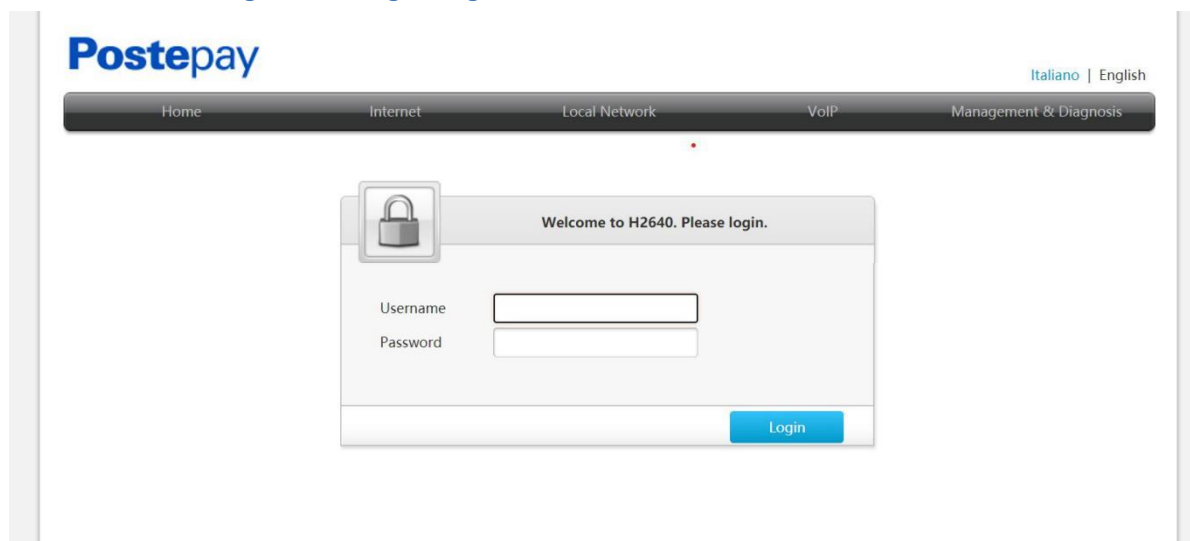 Postepay
Italiano | English
Home Internet Local Network VoIP Management & Diagnosis
Welcome to H2640. Please login.
Username
Password
Login